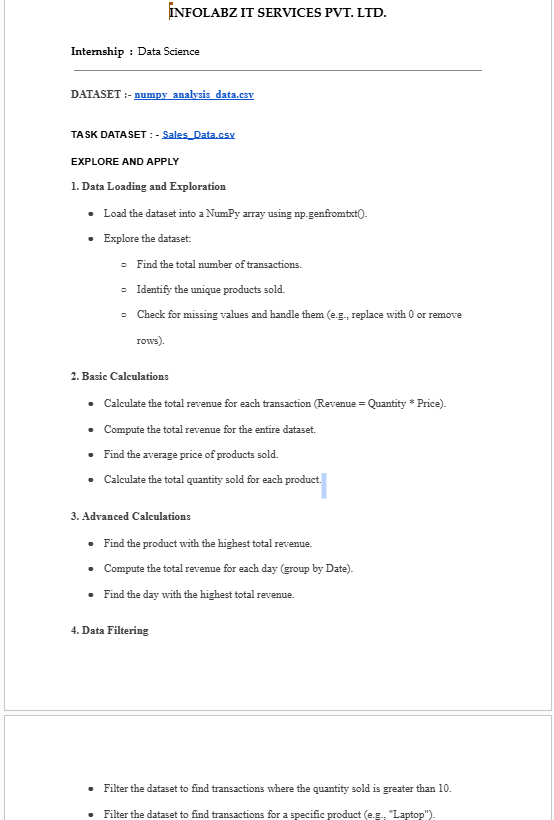 INFOLABZ IT SERVICES PVT. LTD.
Internship : Data Science
DATASET :- numpy_analysis_data.csv
TASK DATASET : - Sales_Data.csv
EXPLORE AND APPLY
1. Data Loading and Exploration
● Load the dataset into a NumPy array using np.genfromtxt().
● Explore the dataset:
○ Find the total number of transactions.
○ Identify the unique products sold.
○ Check for missing values and handle them (e.g., replace with 0 or remove
rows).
2. Basic Calculations
● Calculate the total revenue for each transaction (Revenue = Quantity * Price).
● Compute the total revenue for the entire dataset.
● Find the average price of products sold.
● Calculate the total quantity sold for each product.
3. Advanced Calculations
● Find the product with the highest total revenue.
● Compute the total revenue for each day (group by Date).
● Find the day with the highest total revenue.
4. Data Filtering
● Filter the dataset to find transactions where the quantity sold is greater than 10.
● Filter the dataset to find transactions for a specific product (e.g., "Laptop").